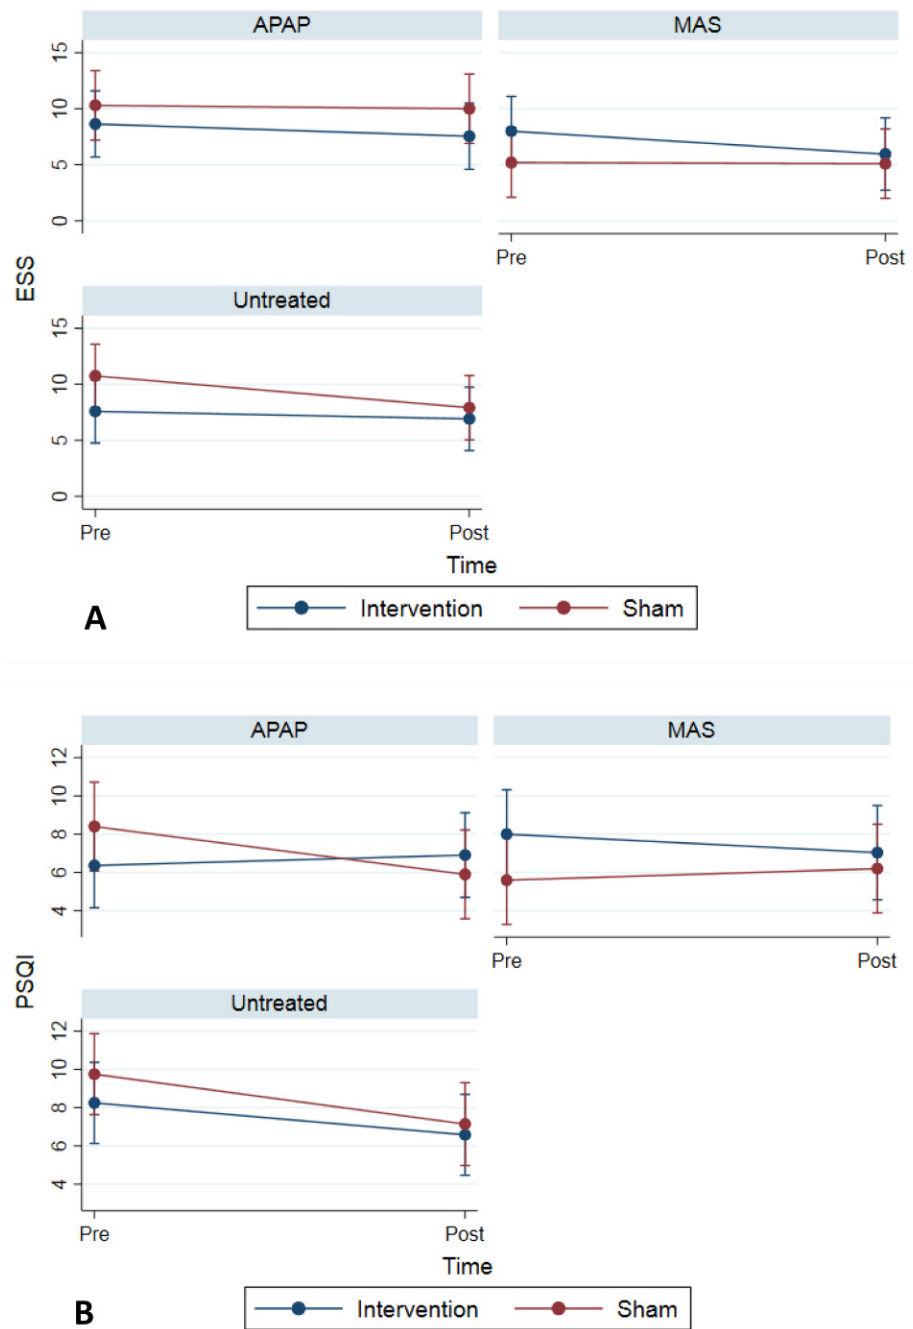 APAP MAS
15
10
5
0
Pre Post
ESS
Untreated
15
10
5
0
Pre Post
Time
Intervention Sham
A
APAP MAS
12
10
8
6
4
Pre Post
PSQI
Untreated
12
10
8
6
4
Pre Post
Time
Intervention Sham
B